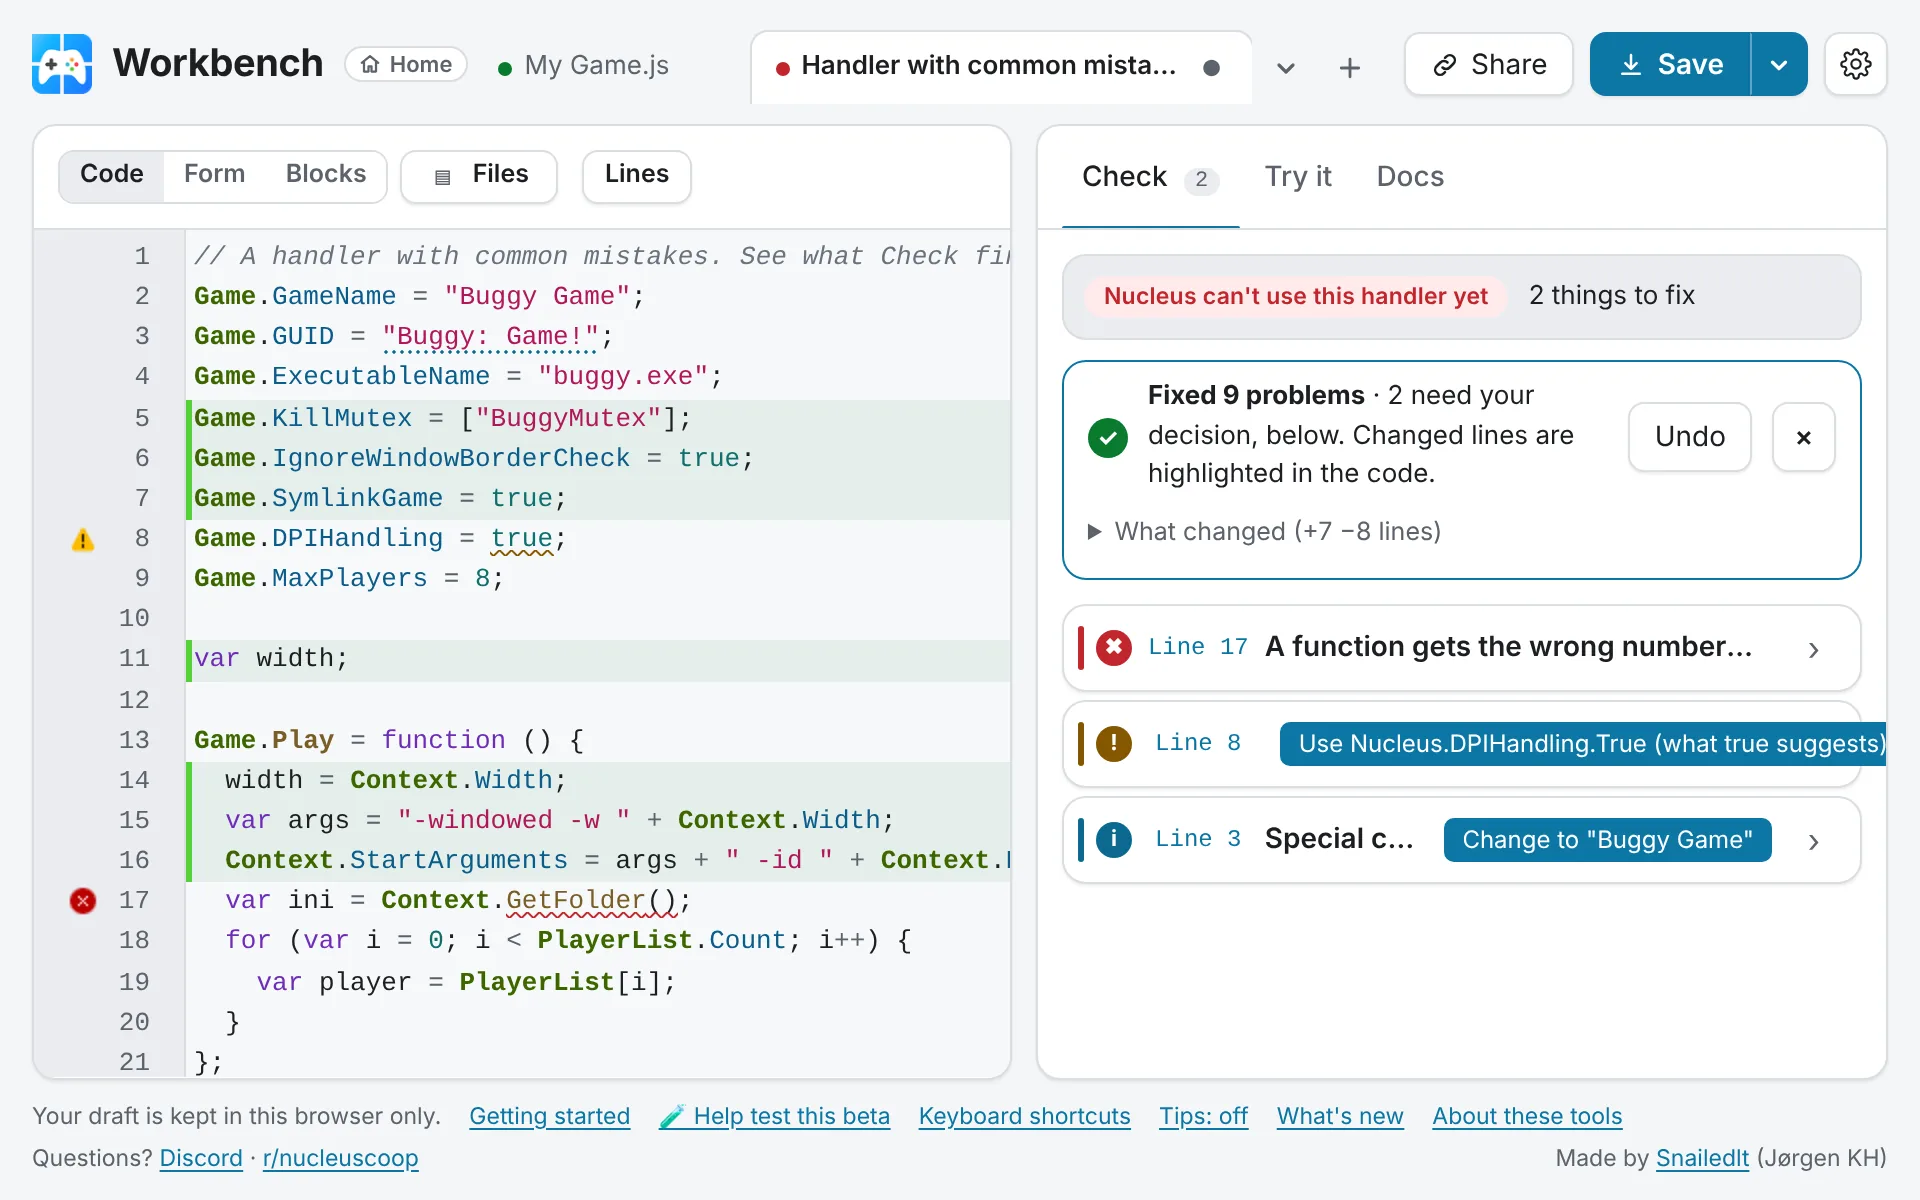 Workbench
Home
My Game.js
Handler with common mista...
Share
Save
Code
Form
Blocks
Files
Lines
1 // A handler with common mistakes. See what Check fi
2 Game.GameName = "Buggy Game";
3 Game.GUID = "Buggy: Game!";
4 Game.ExecutableName = "buggy.exe";
5 Game.KillMutex = ["BuggyMutex"];
6 Game.IgnoreWindowBorderCheck = true;
7 Game.SymlinkGame = true;
8 Game.DPIHandling = true;
9 Game.MaxPlayers = 8;
10
11 var width;
12
13 Game.Play = function () {
14 width = Context.Width;
15 var args = "-windowed -w " + Context.Width;
16 Context.StartArguments = args + " -id " + Context.
17 var ini = Context.GetFolder();
18 for (var i = 0; i < PlayerList.Count; i++) {
19 var player = PlayerList[i];
20 }
21 };
Check 2
Try it
Docs
Nucleus can't use this handler yet 2 things to fix
Fixed 9 problems · 2 need your
decision, below. Changed lines are
highlighted in the code.
Undo
×
▶ What changed (+7 −8 lines)
Line 17 A function gets the wrong number... ›
Line 8 Use Nucleus.DPIHandling.True (what true suggests)
Line 3 Special c... Change to "Buggy Game" ›
Your draft is kept in this browser only. Getting started 🧪 Help test this beta Keyboard shortcuts Tips: off What's new About these tools
Questions? Discord · r/nucleuscoop
Made by SnailedIt (Jørgen KH)